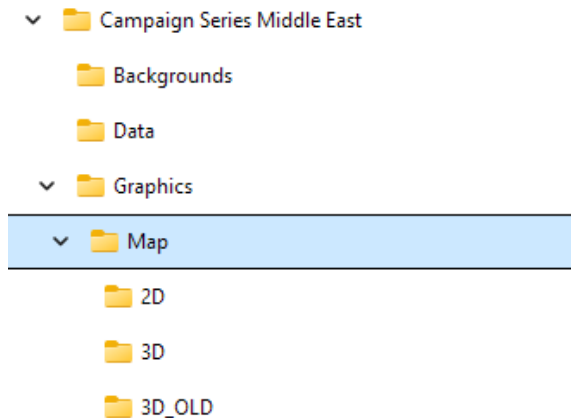 Campaign Series Middle East
Backgrounds
Data
Graphics
Map
2D
3D
3D_OLD